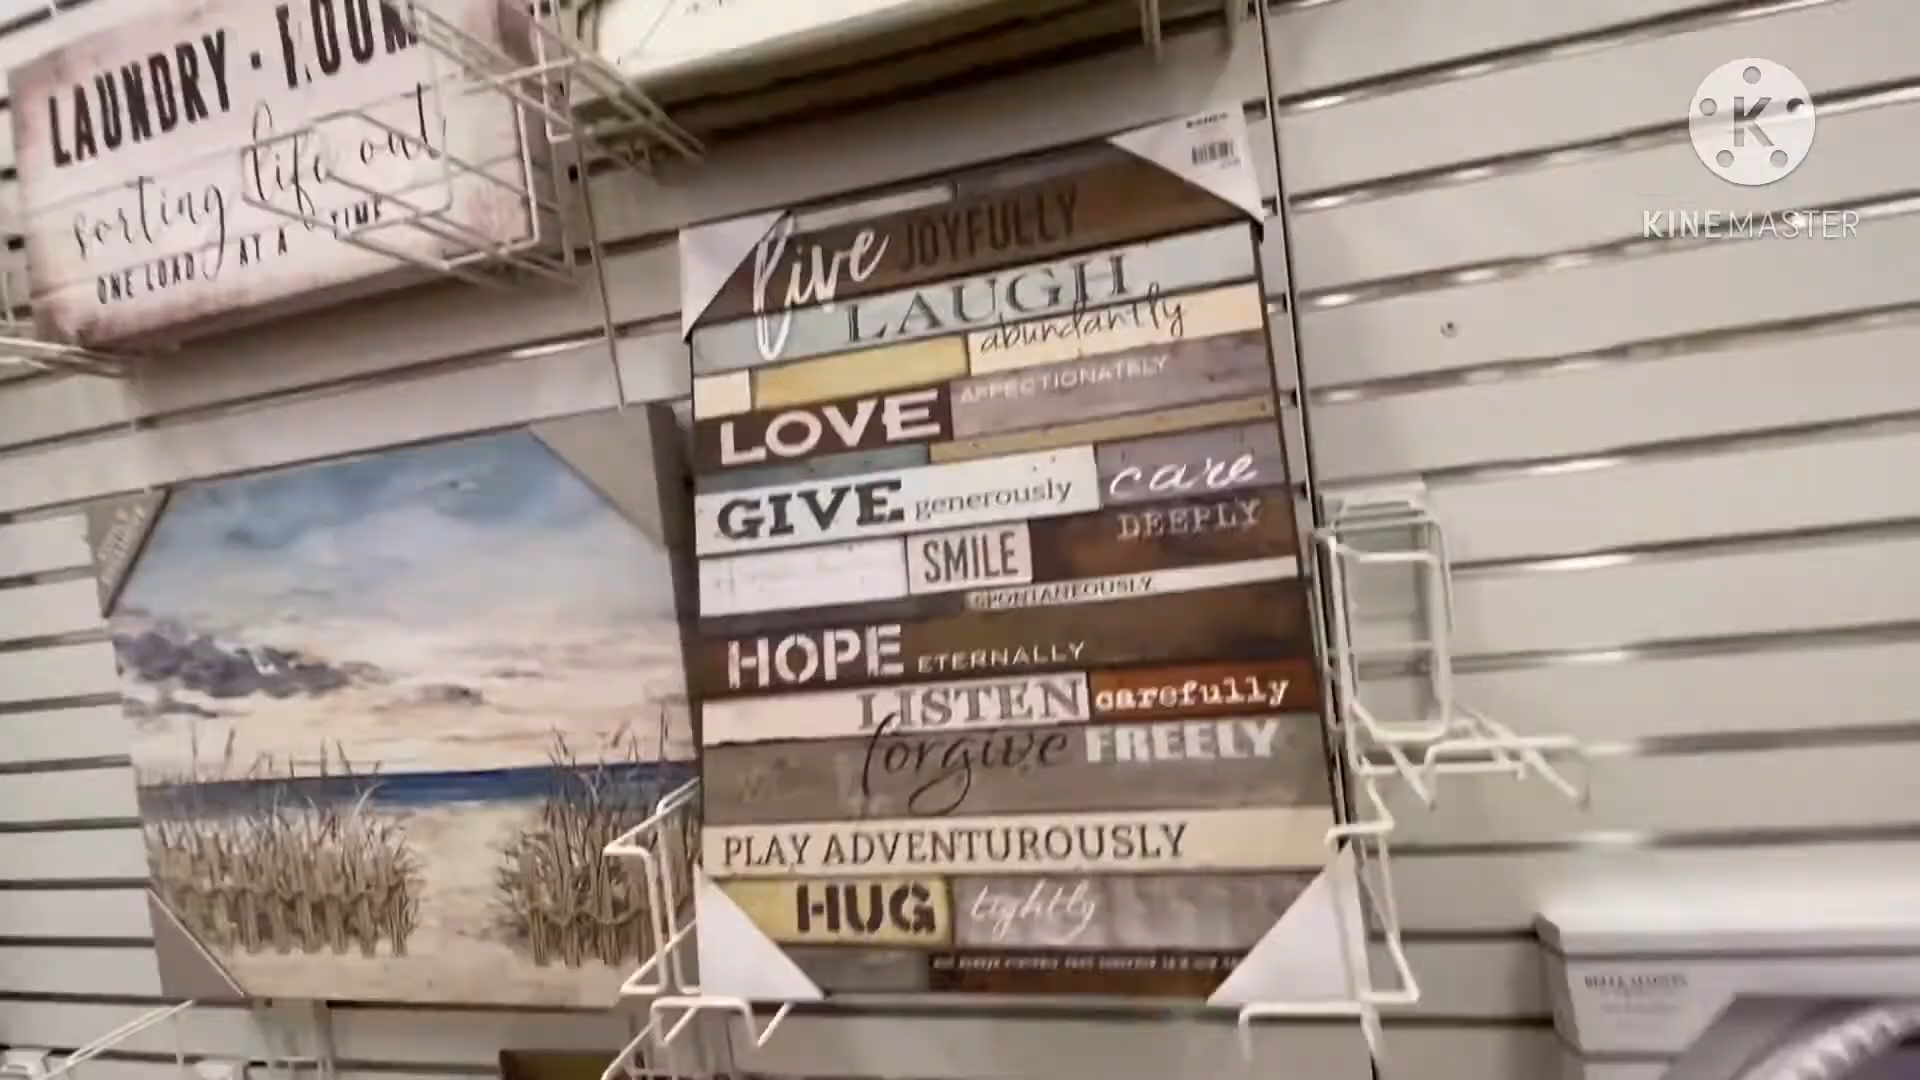 LAUNDRY · ROOM
sorting life out
ONE LOAD AT A TIME
KINEMASTER
live JOYFULLY
LAUGH
abundantly
LOVE AFFECTIONATELY
GIVE generously care
DEEPLY
SMILE
SPONTANEOUSLY
HOPE ETERNALLY
LISTEN carefully
forgive FREELY
PLAY ADVENTUROUSLY
HUG tightly